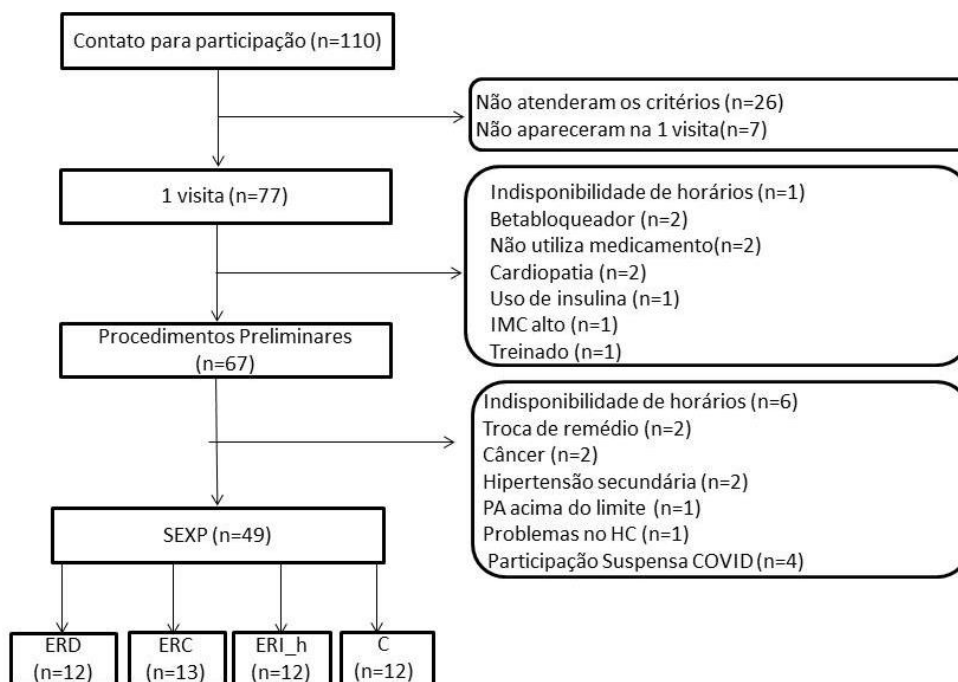 Contato para participação (n=110)
Não atenderam os critérios (n=26)
Não apareceram na 1 visita(n=7)
1 visita (n=77)
Indisponibilidade de horários (n=1)
Betabloqueador (n=2)
Não utiliza medicamento(n=2)
Cardiopatia (n=2)
Uso de insulina (n=1)
IMC alto (n=1)
Treinado (n=1)
Procedimentos Preliminares
(n=67)
Indisponibilidade de horários (n=6)
Troca de remédio (n=2)
Câncer (n=2)
Hipertensão secundária (n=2)
PA acima do limite (n=1)
Problemas no HC (n=1)
Participação Suspensa COVID (n=4)
SEXP (n=49)
ERD
(n=12)
ERC
(n=13)
ERI_h
(n=12)
C
(n=12)